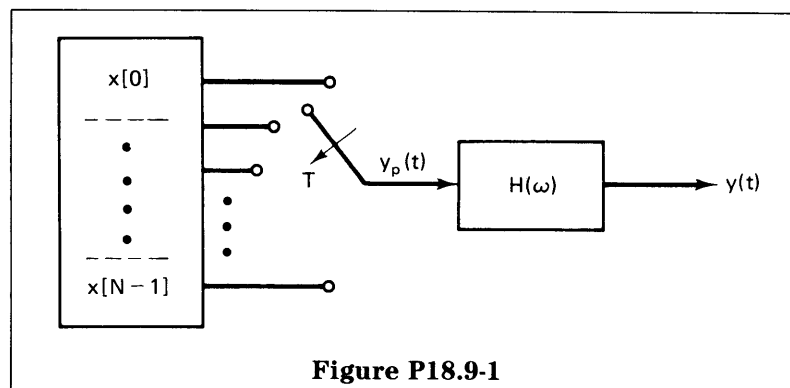 x[0]
T
y_p(t)
H(ω)
y(t)
x[N − 1]
Figure P18.9-1